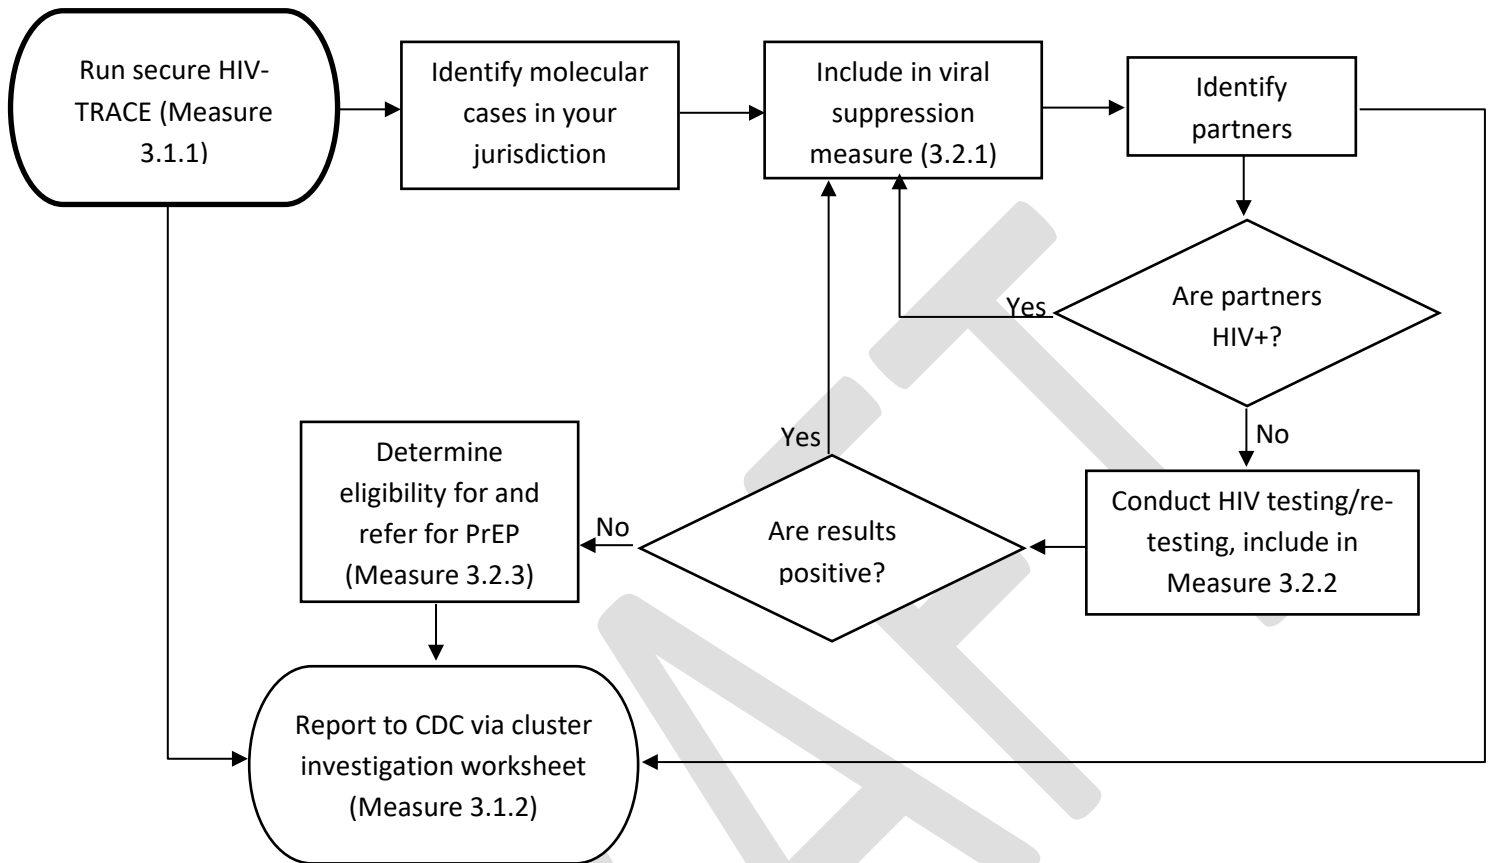 Run secure HIV-
TRACE (Measure
3.1.1)
Identify molecular
cases in your
jurisdiction
Include in viral
suppression
measure (3.2.1)
Identify
partners
Are partners
HIV+?
Yes
No
Conduct HIV testing/re-
testing, include in
Measure 3.2.2
Are results
positive?
Yes
No
Determine
eligibility for and
refer for PrEP
(Measure 3.2.3)
Report to CDC via cluster
investigation worksheet
(Measure 3.1.2)